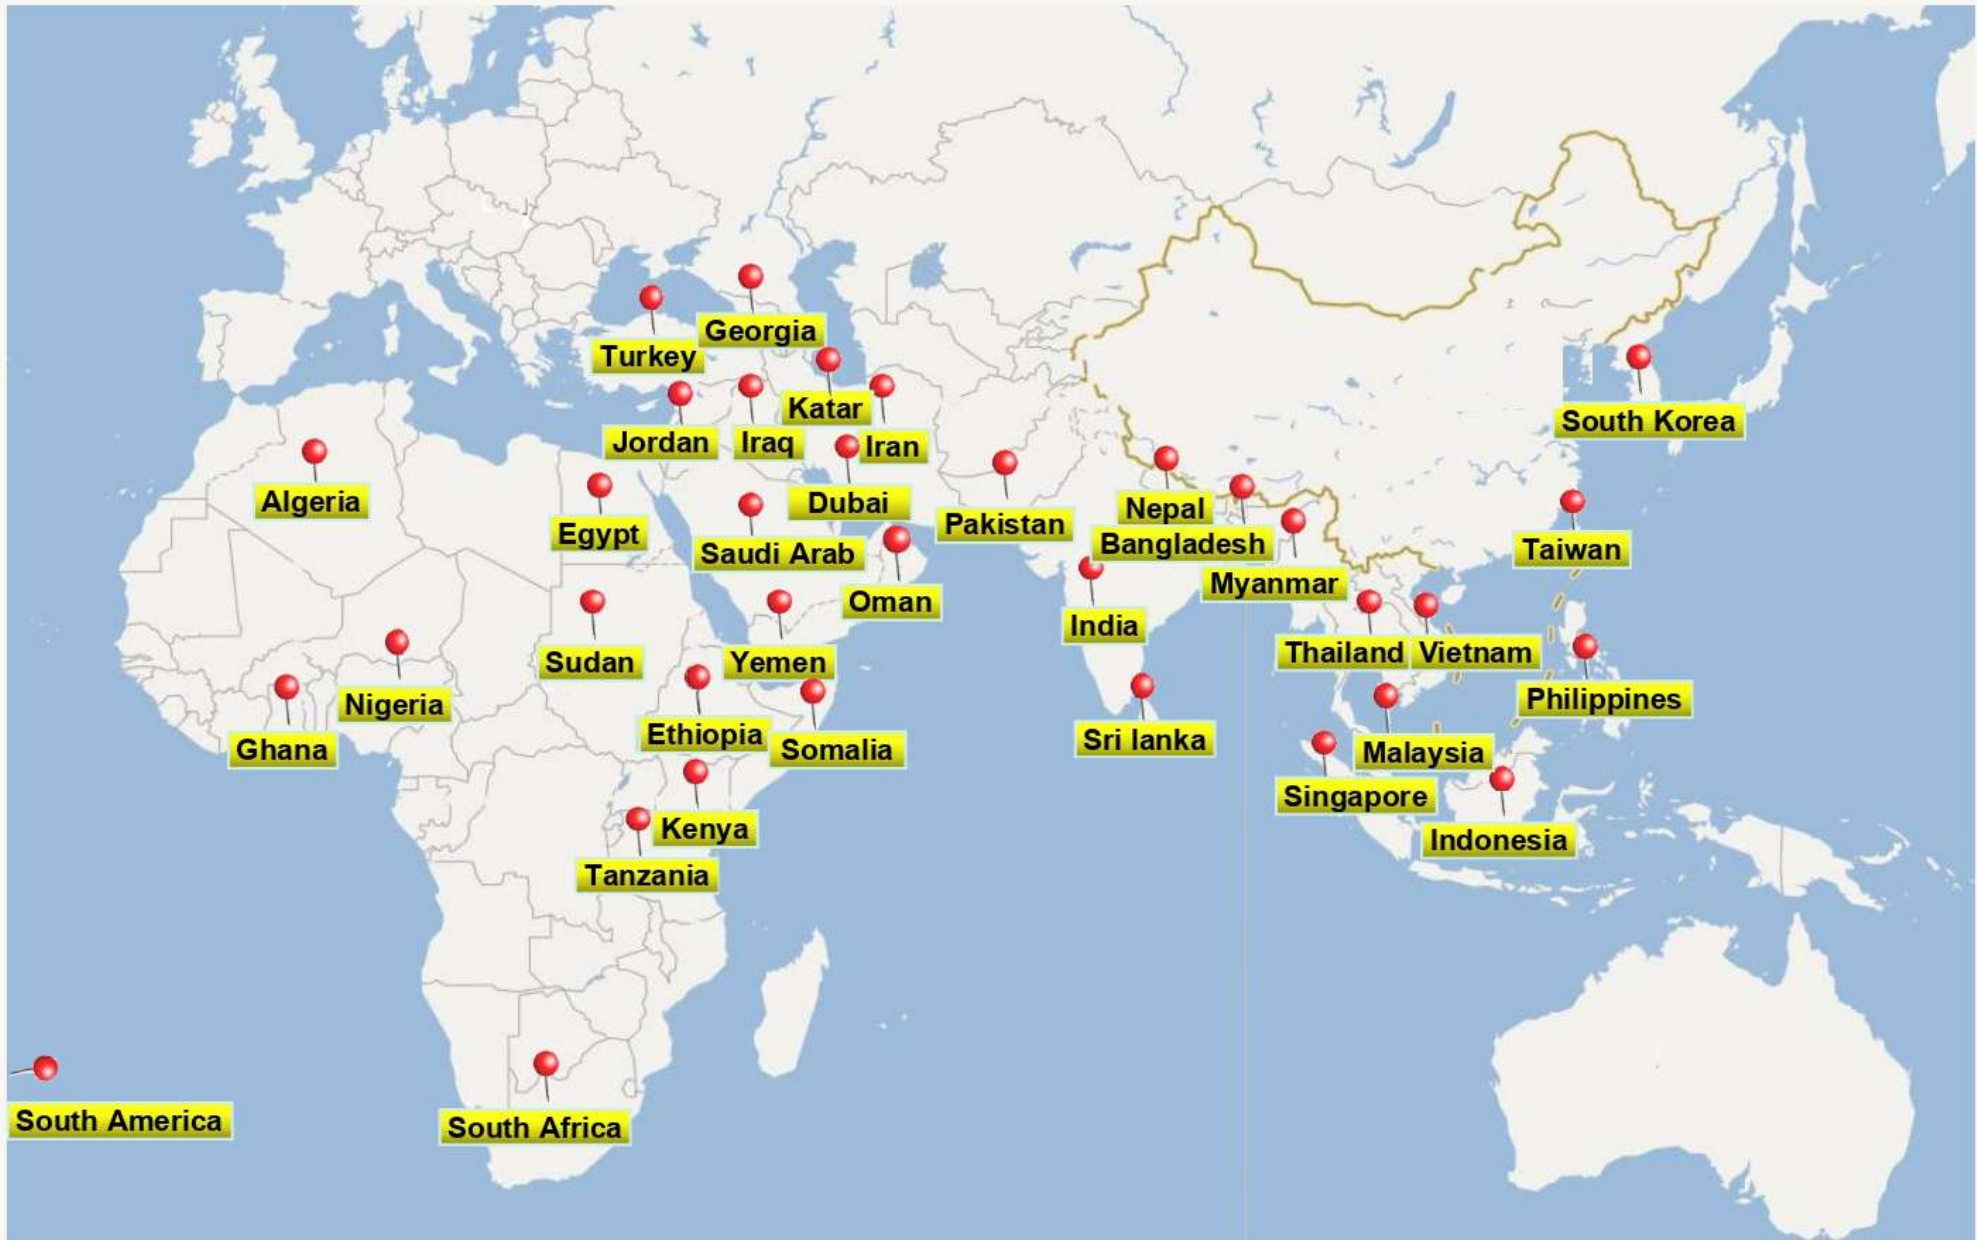 Georgia
Turkey
Katar
South Korea
Jordan
Iraq
Iran
Algeria
Dubai
Nepal
Pakistan
Egypt
Saudi Arab
Bangladesh
Taiwan
Myanmar
Oman
India
Sudan
Yemen
Thailand
Vietnam
Nigeria
Philippines
Ethiopia
Somalia
Ghana
Sri lanka
Malaysia
Singapore
Kenya
Indonesia
Tanzania
South America
South Africa